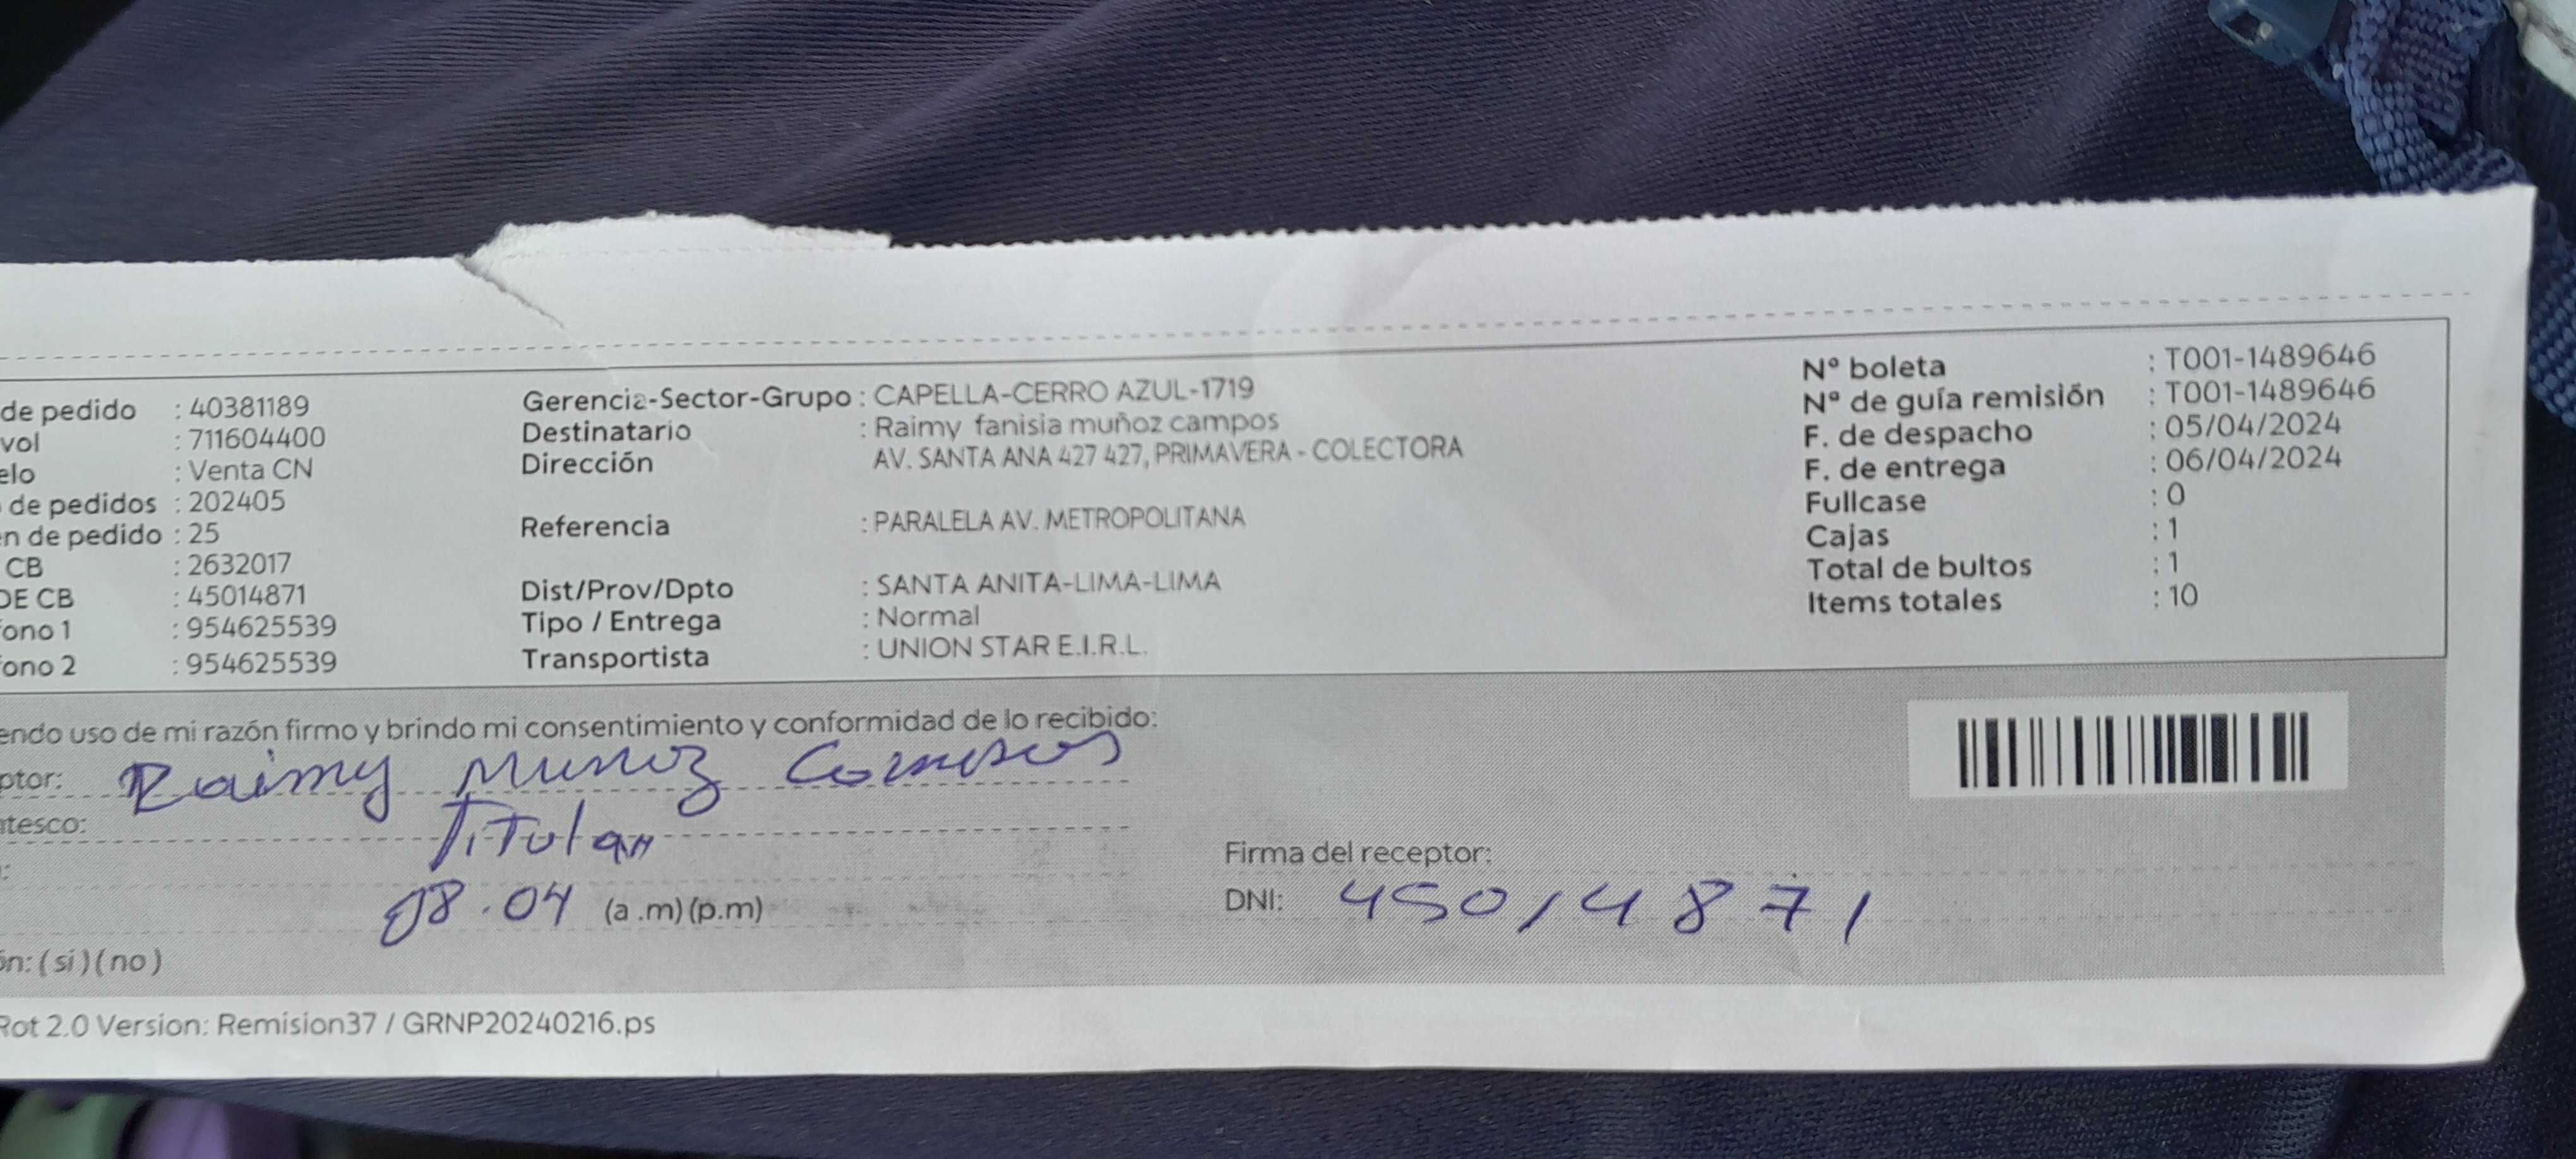 de pedido : 40381189
vol : 711604400
elo : Venta CN
de pedidos : 202405
n de pedido : 25
CB : 2632017
DE CB : 45014871
fono 1 : 954625539
fono 2 : 954625539
Gerencia-Sector-Grupo : CAPELLA-CERRO AZUL-1719
Destinatario : Raimy fanisia muñoz campos
Dirección AV. SANTA ANA 427 427, PRIMAVERA - COLECTORA
Referencia : PARALELA AV. METROPOLITANA
Dist/Prov/Dpto : SANTA ANITA-LIMA-LIMA
Tipo / Entrega : Normal
Transportista : UNION STAR E.I.R.L.
Nº boleta : T001-1489646
Nº de guía remisión : T001-1489646
F. de despacho : 05/04/2024
F. de entrega : 06/04/2024
Fullcase : 0
Cajas : 1
Total de bultos : 1
Items totales : 10
endo uso de mi razón firmo y brindo mi consentimiento y conformidad de lo recibido:
ptor: Raimy Munoz Campos
tesco: Titular
08.04 (a .m) (p.m)
Firma del receptor:
DNI: 45014871
ón: ( sí ) ( no )
Rot 2.0 Version: Remision37 / GRNP20240216.ps